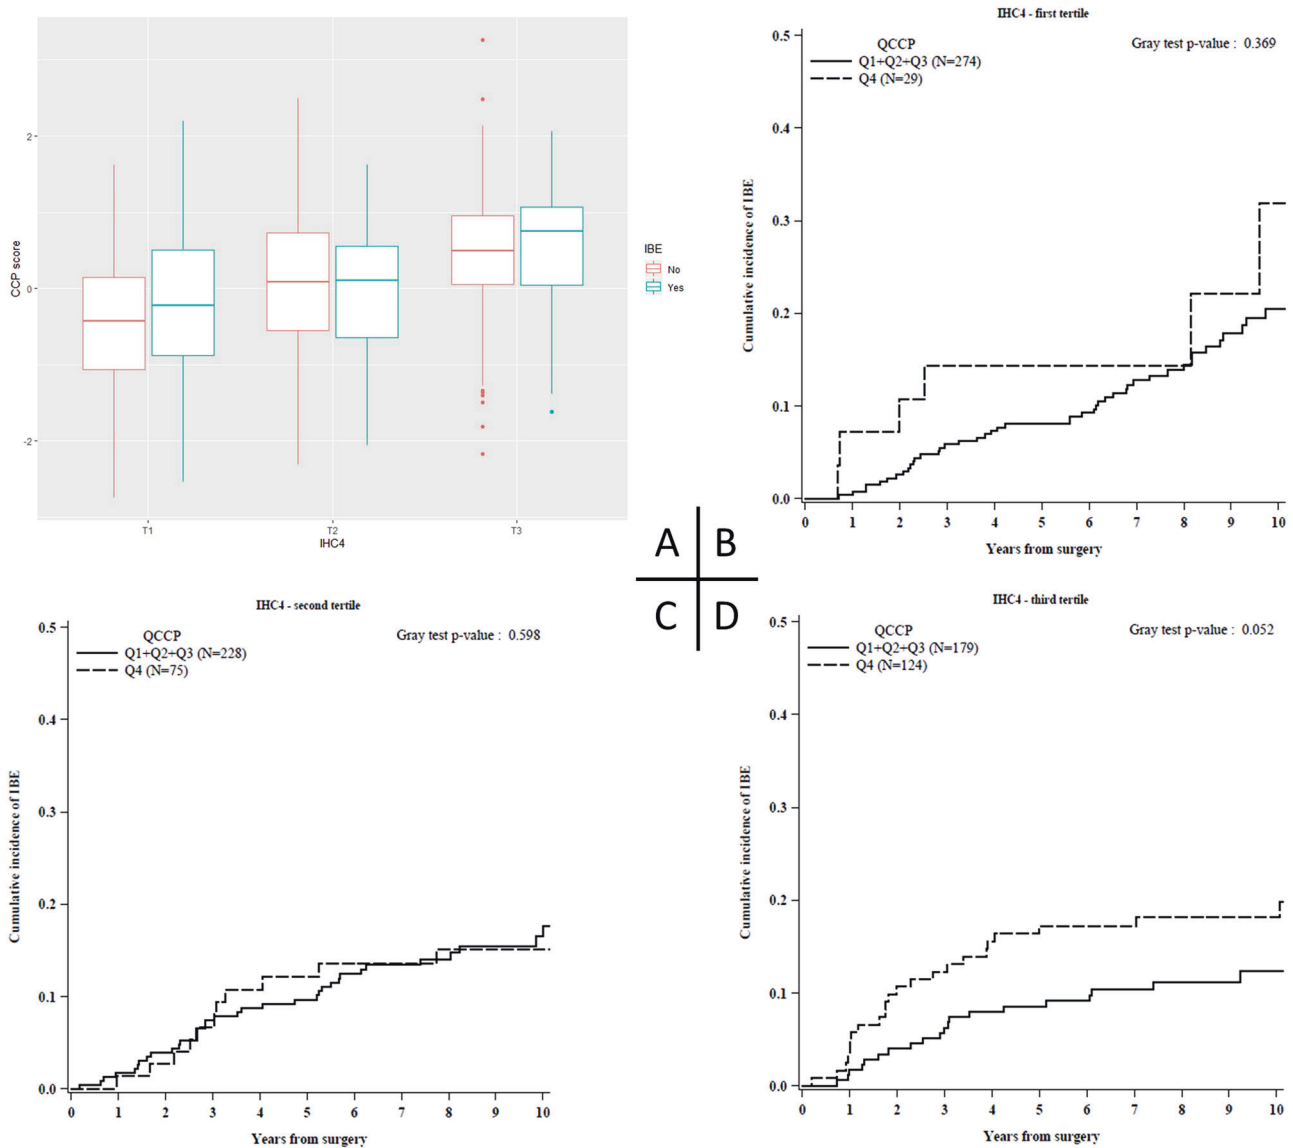 2
0
-2
CCP score
T1
T2
T3
IHC4
IBE
No
Yes
IHC4 - first tertile
QCCP
Q1+Q2+Q3 (N=274)
Q4 (N=29)
Gray test p-value : 0.369
Cumulative incidence of IBE
0.5
0.4
0.3
0.2
0.1
0.0
0 1 2 3 4 5 6 7 8 9 10
Years from surgery
A B
C D
IHC4 - second tertile
QCCP
Q1+Q2+Q3 (N=228)
Q4 (N=75)
Gray test p-value : 0.598
Cumulative incidence of IBE
0.5
0.4
0.3
0.2
0.1
0.0
0 1 2 3 4 5 6 7 8 9 10
Years from surgery
IHC4 - third tertile
QCCP
Q1+Q2+Q3 (N=179)
Q4 (N=124)
Gray test p-value : 0.052
Cumulative incidence of IBE
0.5
0.4
0.3
0.2
0.1
0.0
0 1 2 3 4 5 6 7 8 9 10
Years from surgery